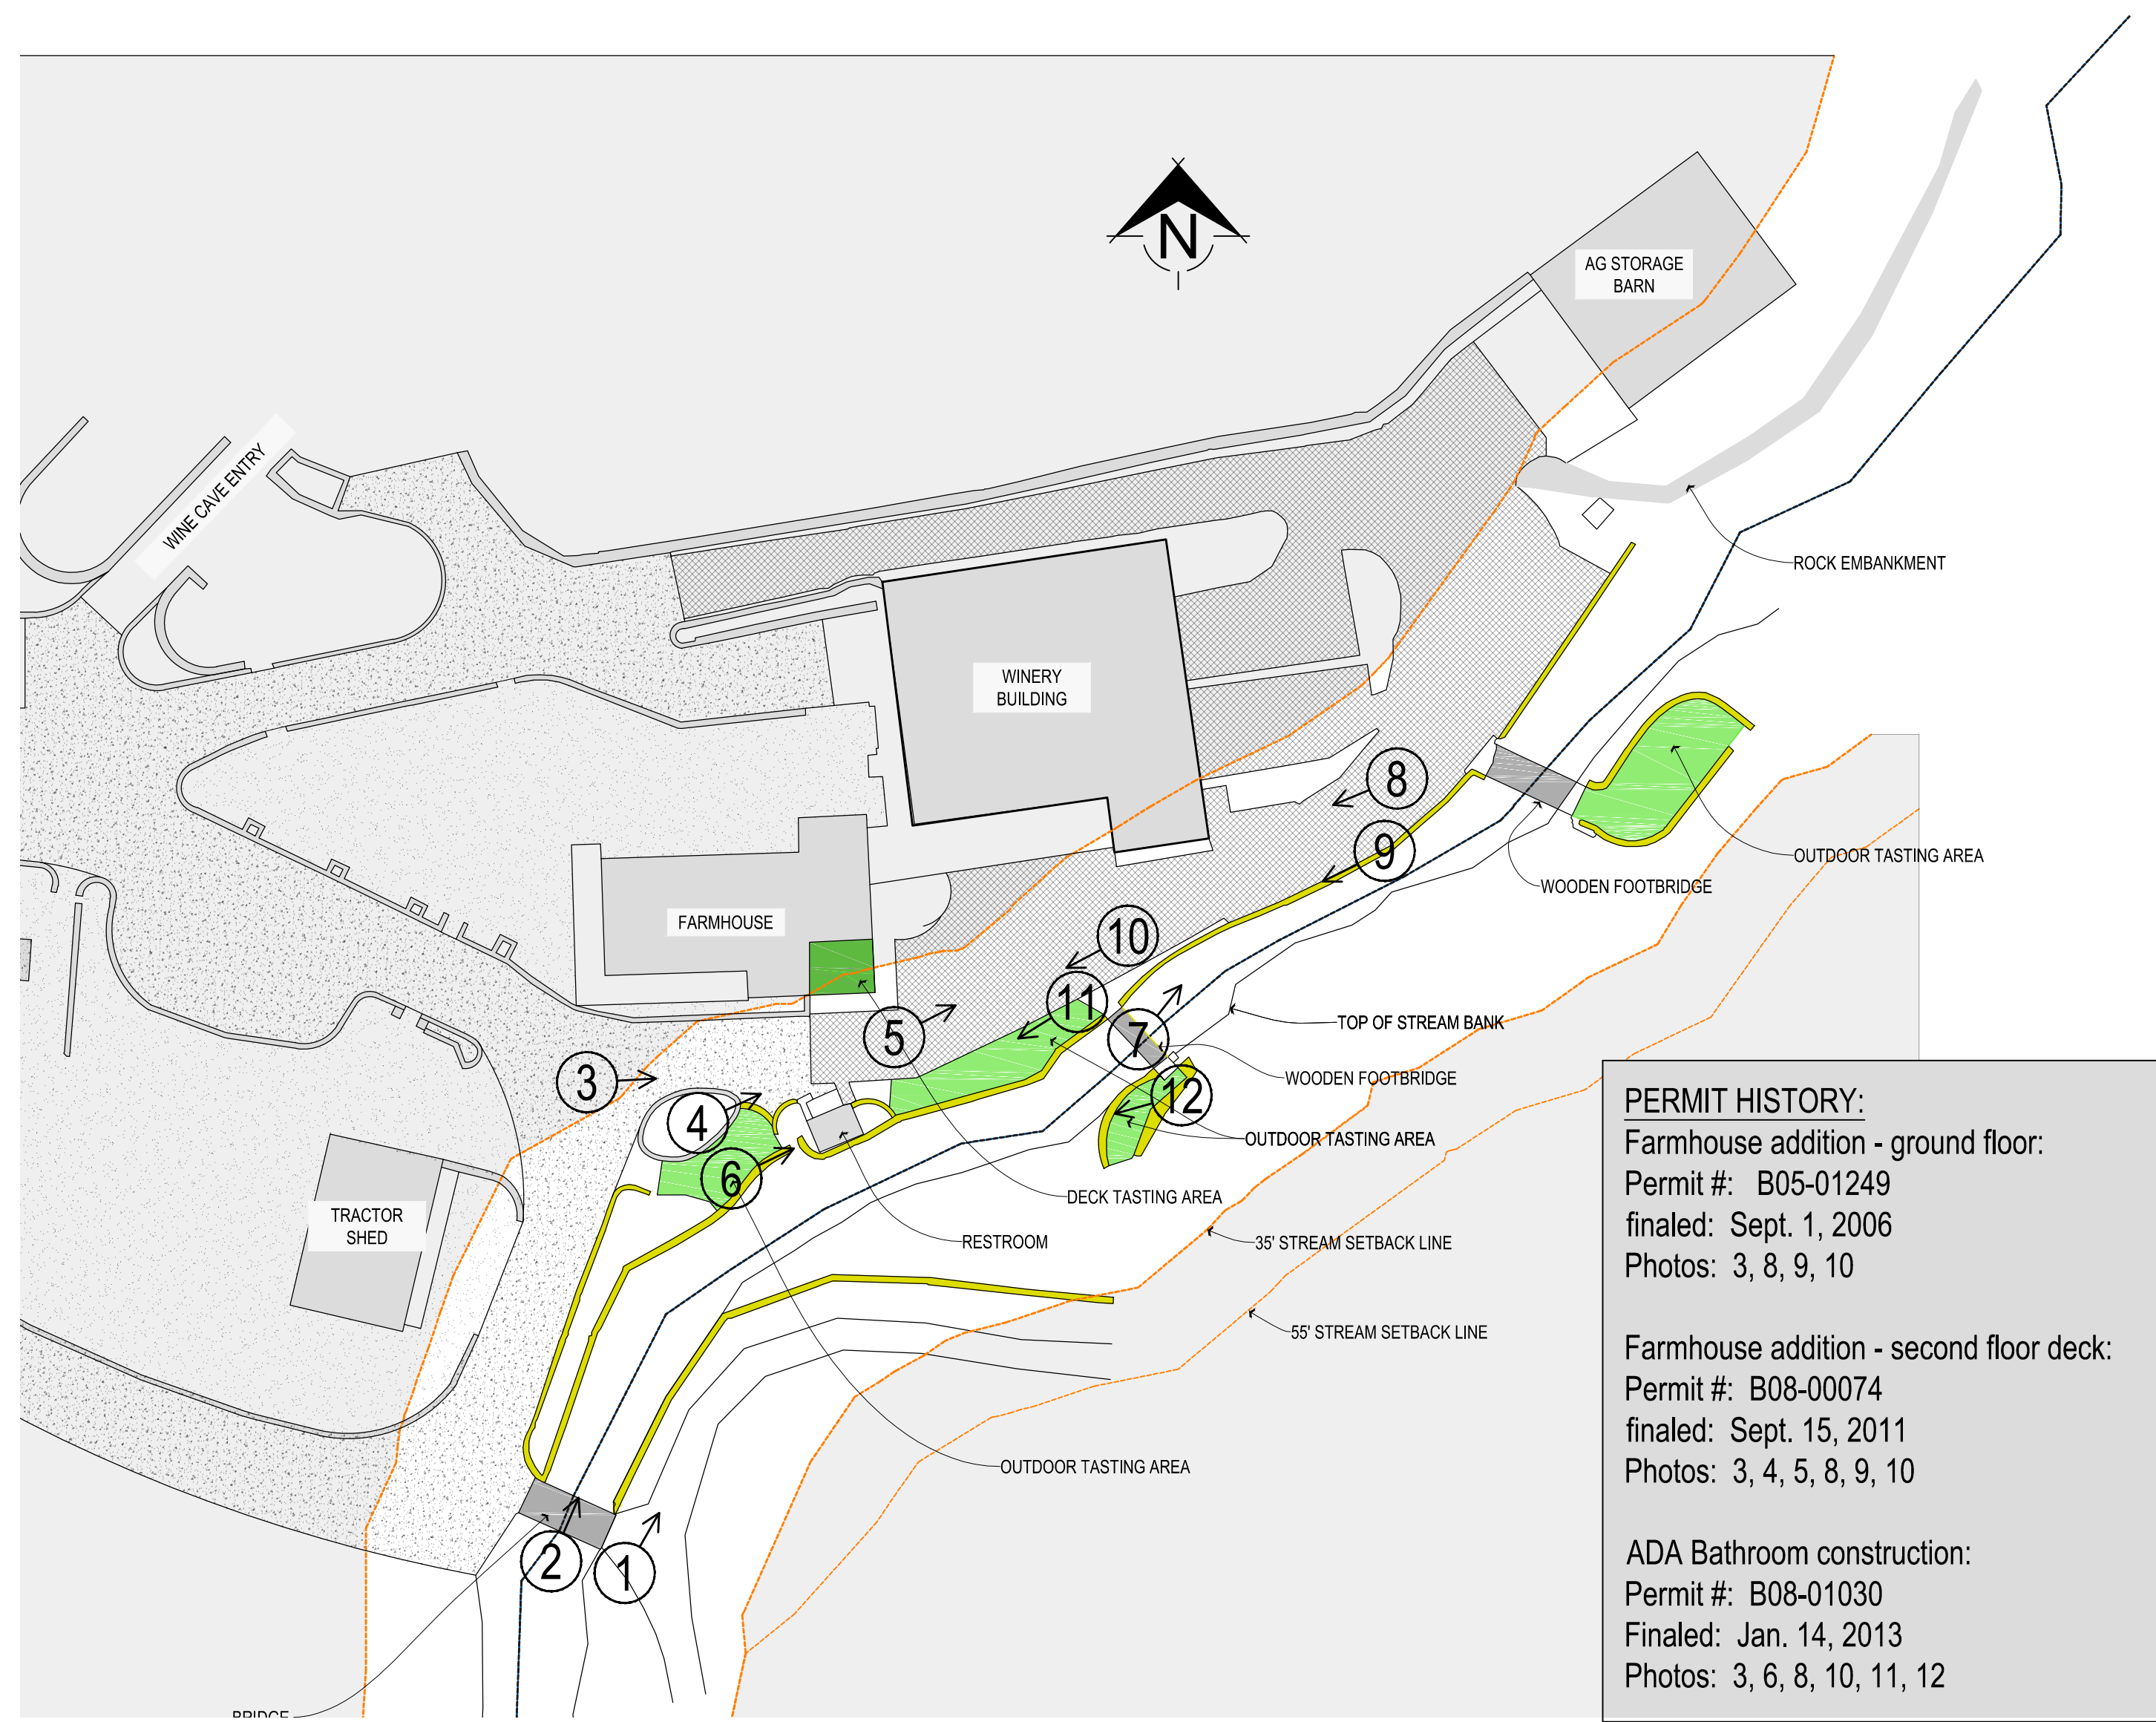 N
AG STORAGE
BARN
WINE CAVE ENTRY
ROCK EMBANKMENT
WINERY
BUILDING
8
9
OUTDOOR TASTING AREA
WOODEN FOOTBRIDGE
FARMHOUSE
10
11
5
7
TOP OF STREAM BANK
3
WOODEN FOOTBRIDGE
4
12
OUTDOOR TASTING AREA
6
DECK TASTING AREA
TRACTOR
SHED
RESTROOM
35' STREAM SETBACK LINE
55' STREAM SETBACK LINE
OUTDOOR TASTING AREA
2
1
BRIDGE
PERMIT HISTORY:
Farmhouse addition - ground floor:
Permit #: B05-01249
finaled: Sept. 1, 2006
Photos: 3, 8, 9, 10
Farmhouse addition - second floor deck:
Permit #: B08-00074
finaled: Sept. 15, 2011
Photos: 3, 4, 5, 8, 9, 10
ADA Bathroom construction:
Permit #: B08-01030
Finaled: Jan. 14, 2013
Photos: 3, 6, 8, 10, 11, 12